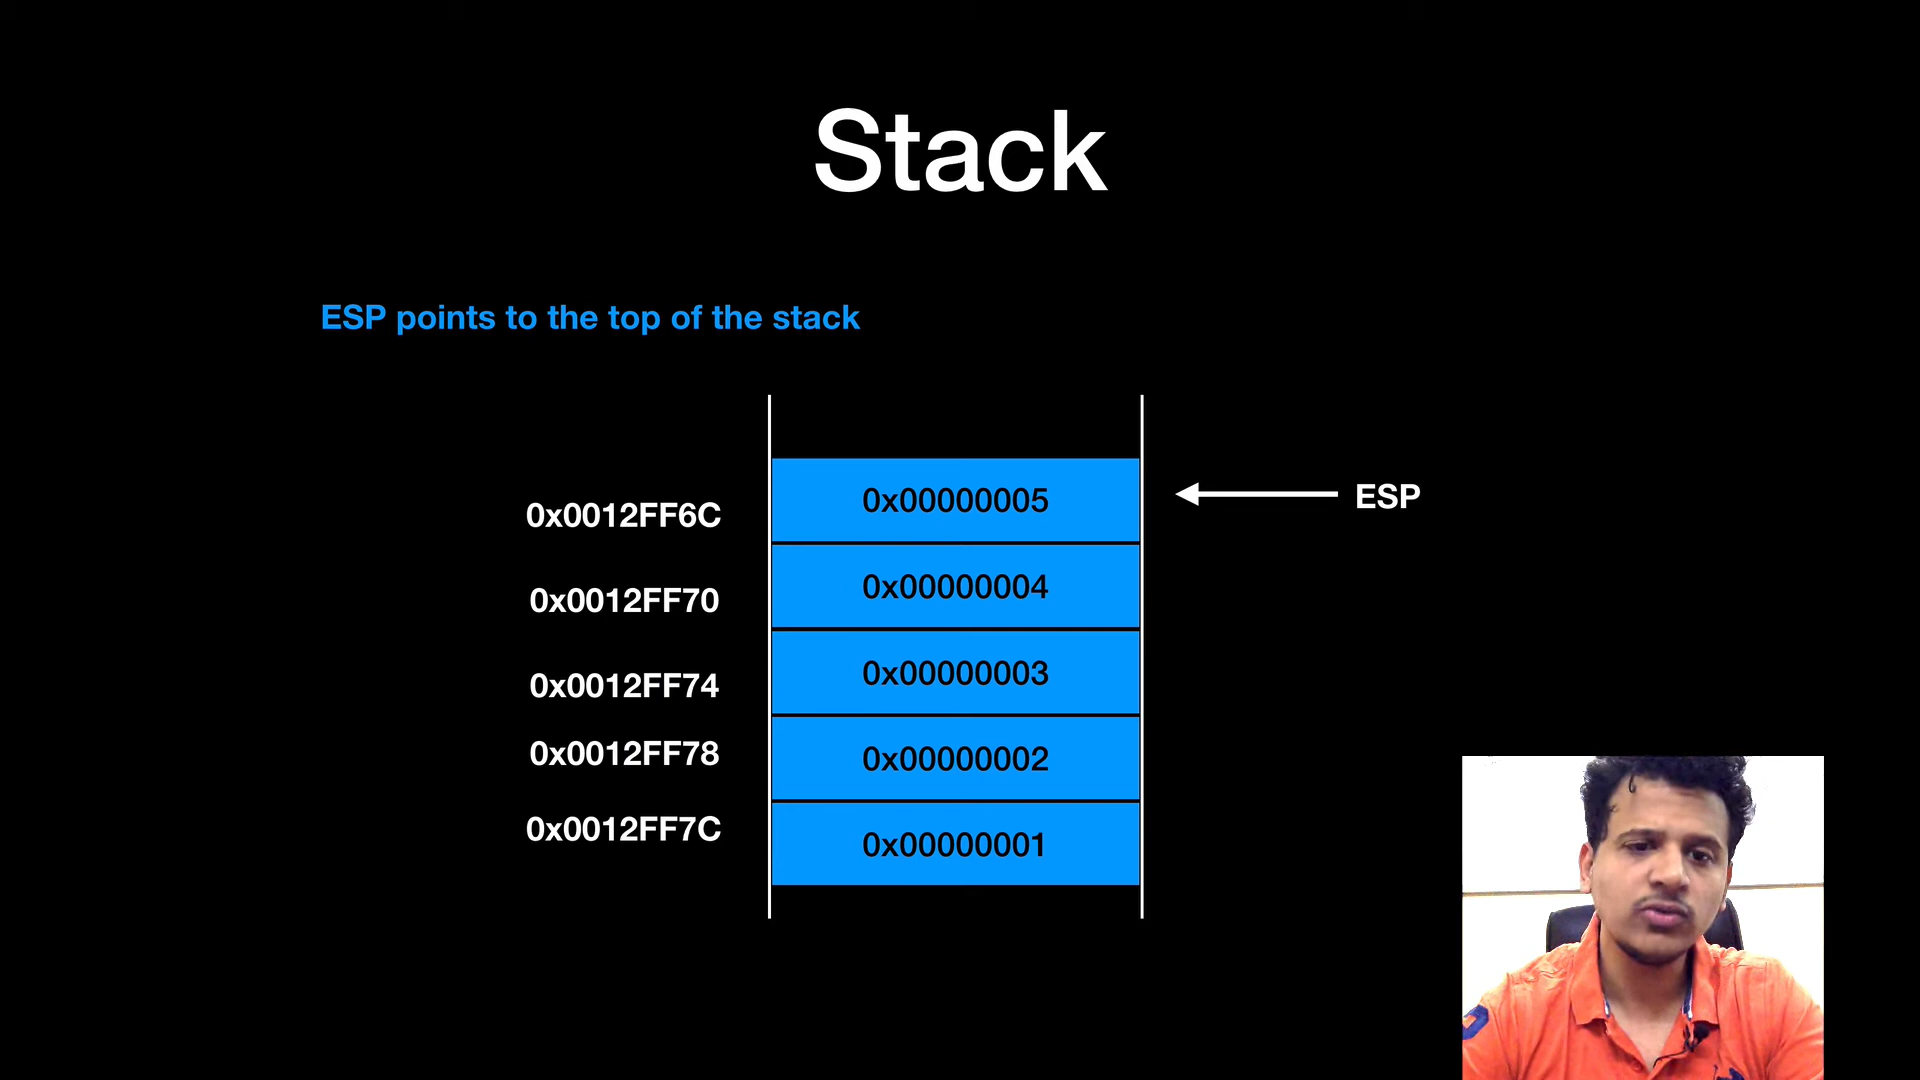 Stack
ESP points to the top of the stack
0x0012FF6C 0x00000005 ESP
0x0012FF70 0x00000004
0x0012FF74 0x00000003
0x0012FF78 0x00000002
0x0012FF7C 0x00000001